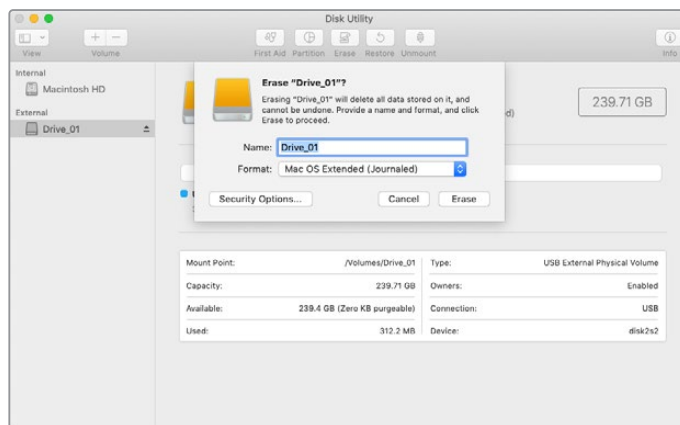 Disk Utility
View
Volume
First Aid Partition Erase Restore Unmount
Info
Internal
Macintosh HD
External
Drive_01
Erase "Drive_01"?
Erasing "Drive_01" will delete all data stored on it, and
cannot be undone. Provide a name and format, and click
Erase to proceed.
d)
239.71 GB
Name: Drive_01
Format: Mac OS Extended (Journaled)
Security Options...
Cancel
Erase
Mount Point: /Volumes/Drive_01
Type: USB External Physical Volume
Capacity: 239.71 GB
Owners: Enabled
Available: 239.4 GB (Zero KB purgeable)
Connection: USB
Used: 312.2 MB
Device: disk2s2